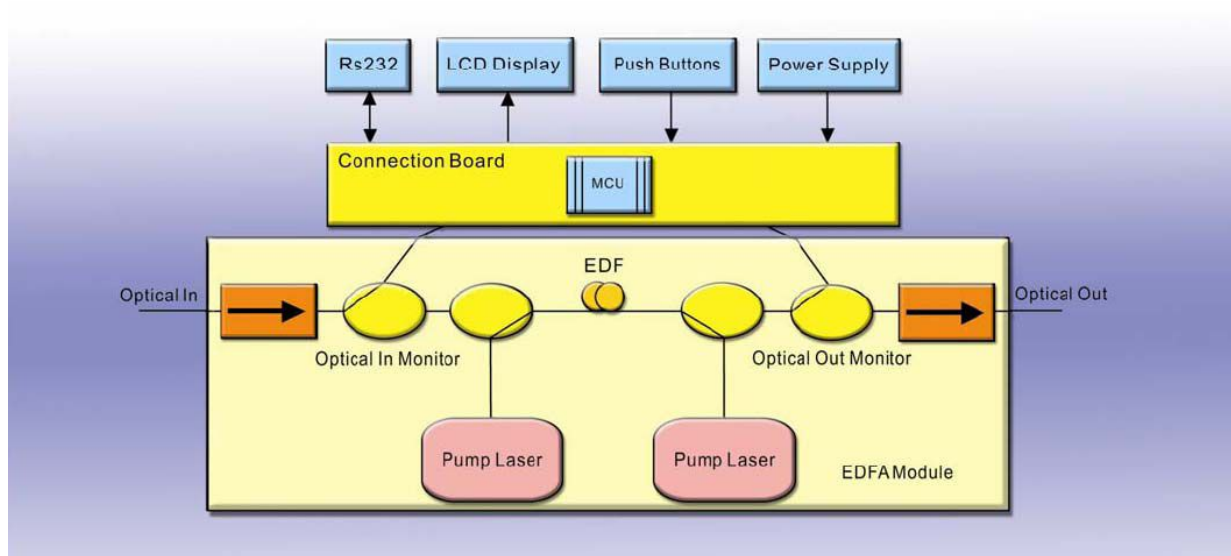 Rs232
LCD Display
Push Buttons
Power Supply
Connection Board
MCU
EDF
Optical In
Optical Out
Optical In Monitor
Optical Out Monitor
Pump Laser
Pump Laser
EDFA Module